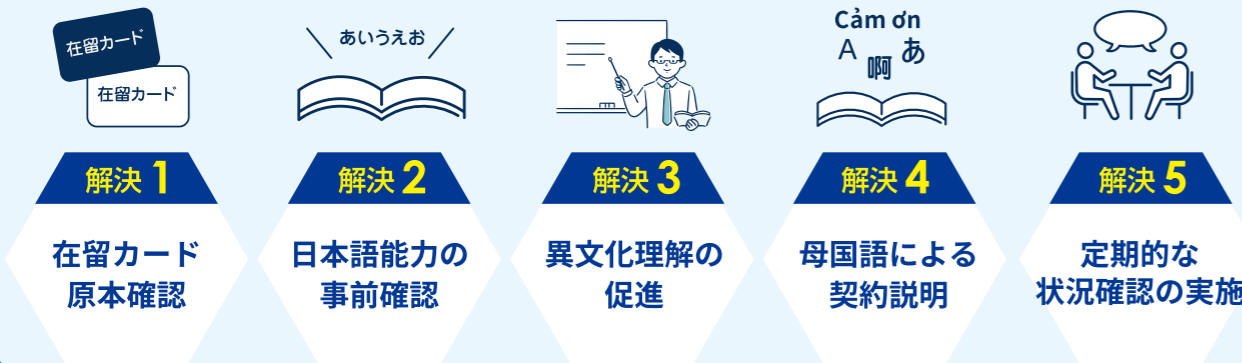 在留カード
在留カード
あいうえお
Cảm ơn
A 啊 あ
解決 1
在留カード
原本確認
解決 2
日本語能力の
事前確認
解決 3
異文化理解の
促進
解決 4
母国語による
契約説明
解決 5
定期的な
状況確認の実施